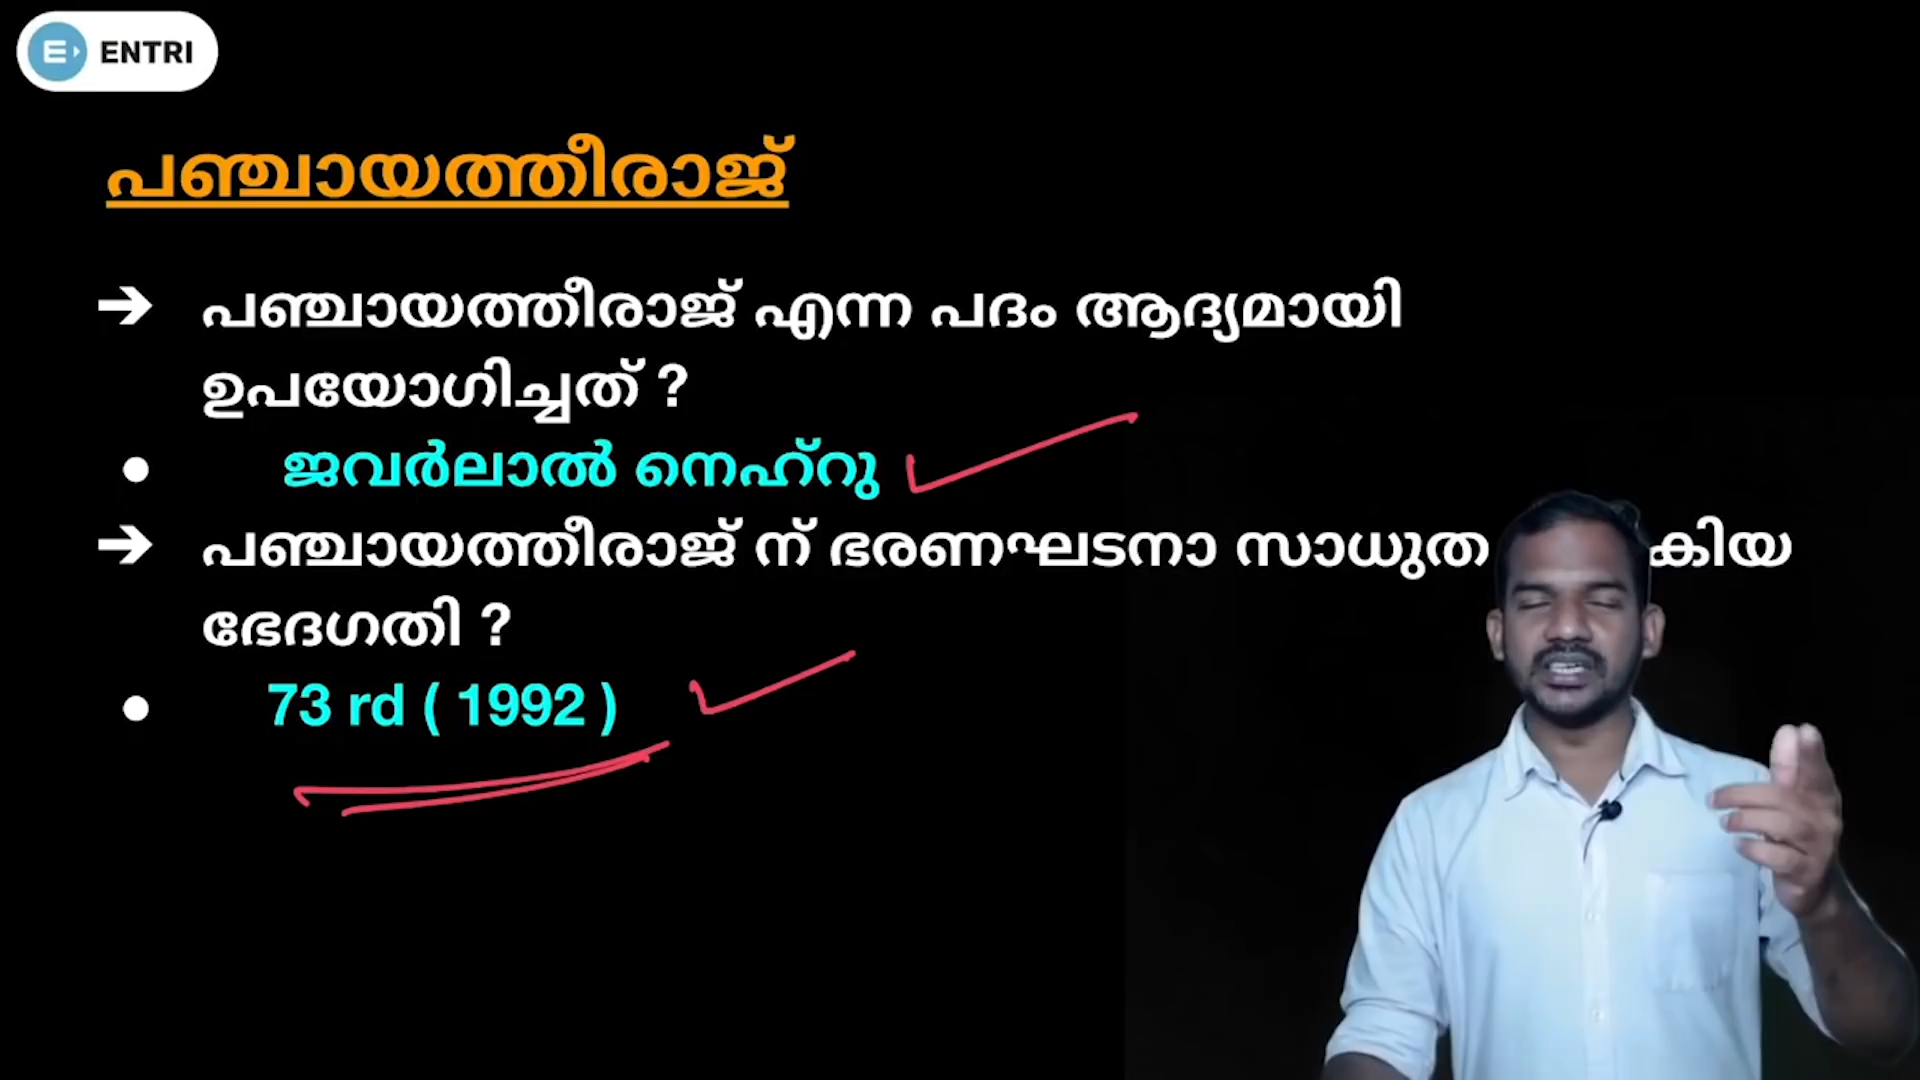 ENTRI
പഞ്ചായത്തീരാജ്
➔ പഞ്ചായത്തീരാജ് എന്ന പദം ആദ്യമായി
ഉപയോഗിച്ചത് ?
● ജവർലാൽ നെഹ്റു
➔ പഞ്ചായത്തീരാജ് ന് ഭരണഘടനാ സാധുത
ഭേദഗതി ?
● 73 rd ( 1992 )